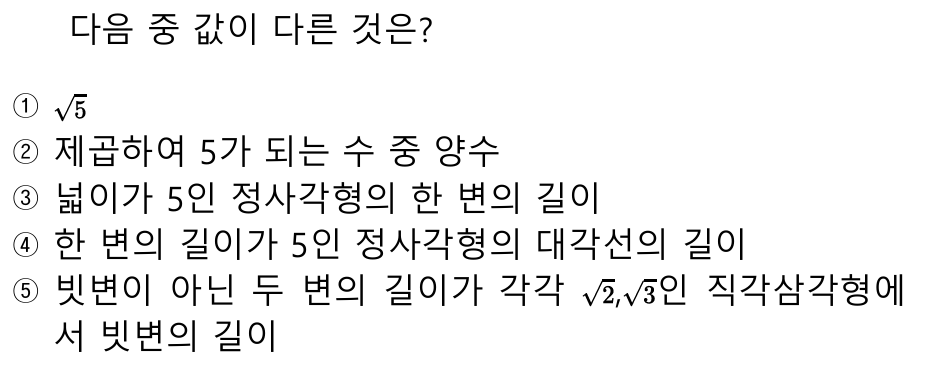 다음 중 값이 다른 것은?
① √5
② 제곱하여 5가 되는 수 중 양수
③ 넓이가 5인 정사각형의 한 변의 길이
④ 한 변의 길이가 5인 정사각형의 대각선의 길이
⑤ 빗변이 아닌 두 변의 길이가 각각 √2,√3인 직각삼각형에
서 빗변의 길이